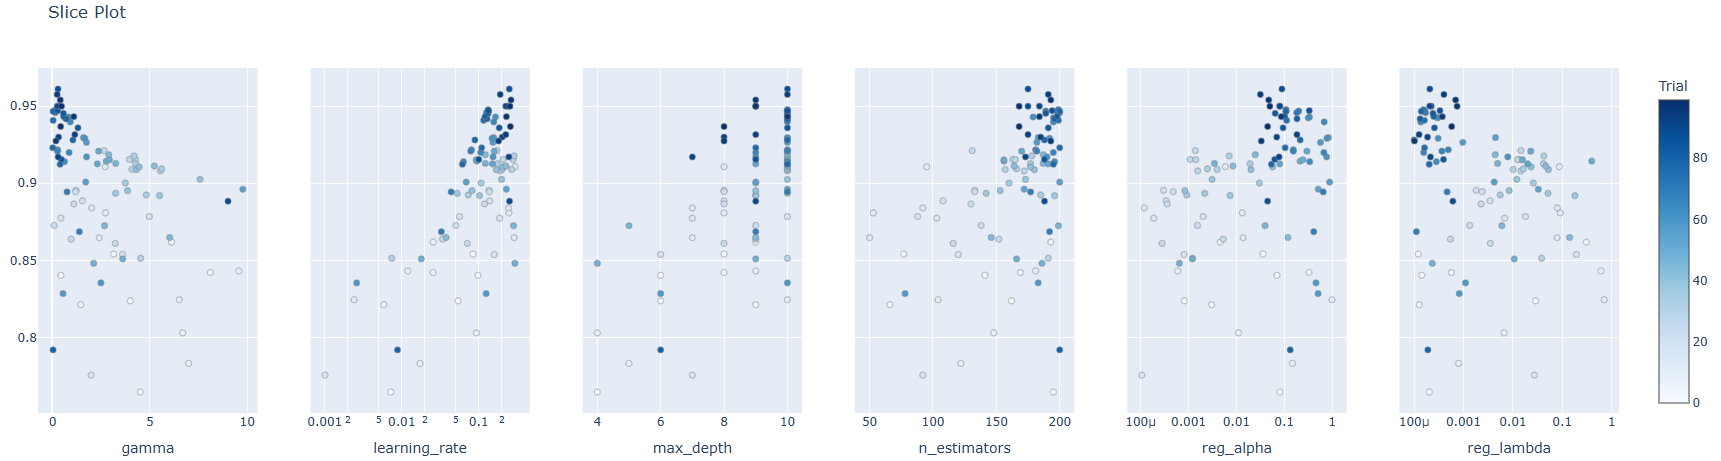 Slice Plot
Trial
0.95
0.9
0.85
0.8
80
60
40
20
0
0 5 10
0.001 2 5 0.01 2 5 0.1 2
4 6 8 10
50 100 150 200
100μ 0.001 0.01 0.1 1
100μ 0.001 0.01 0.1 1
gamma
learning_rate
max_depth
n_estimators
reg_alpha
reg_lambda